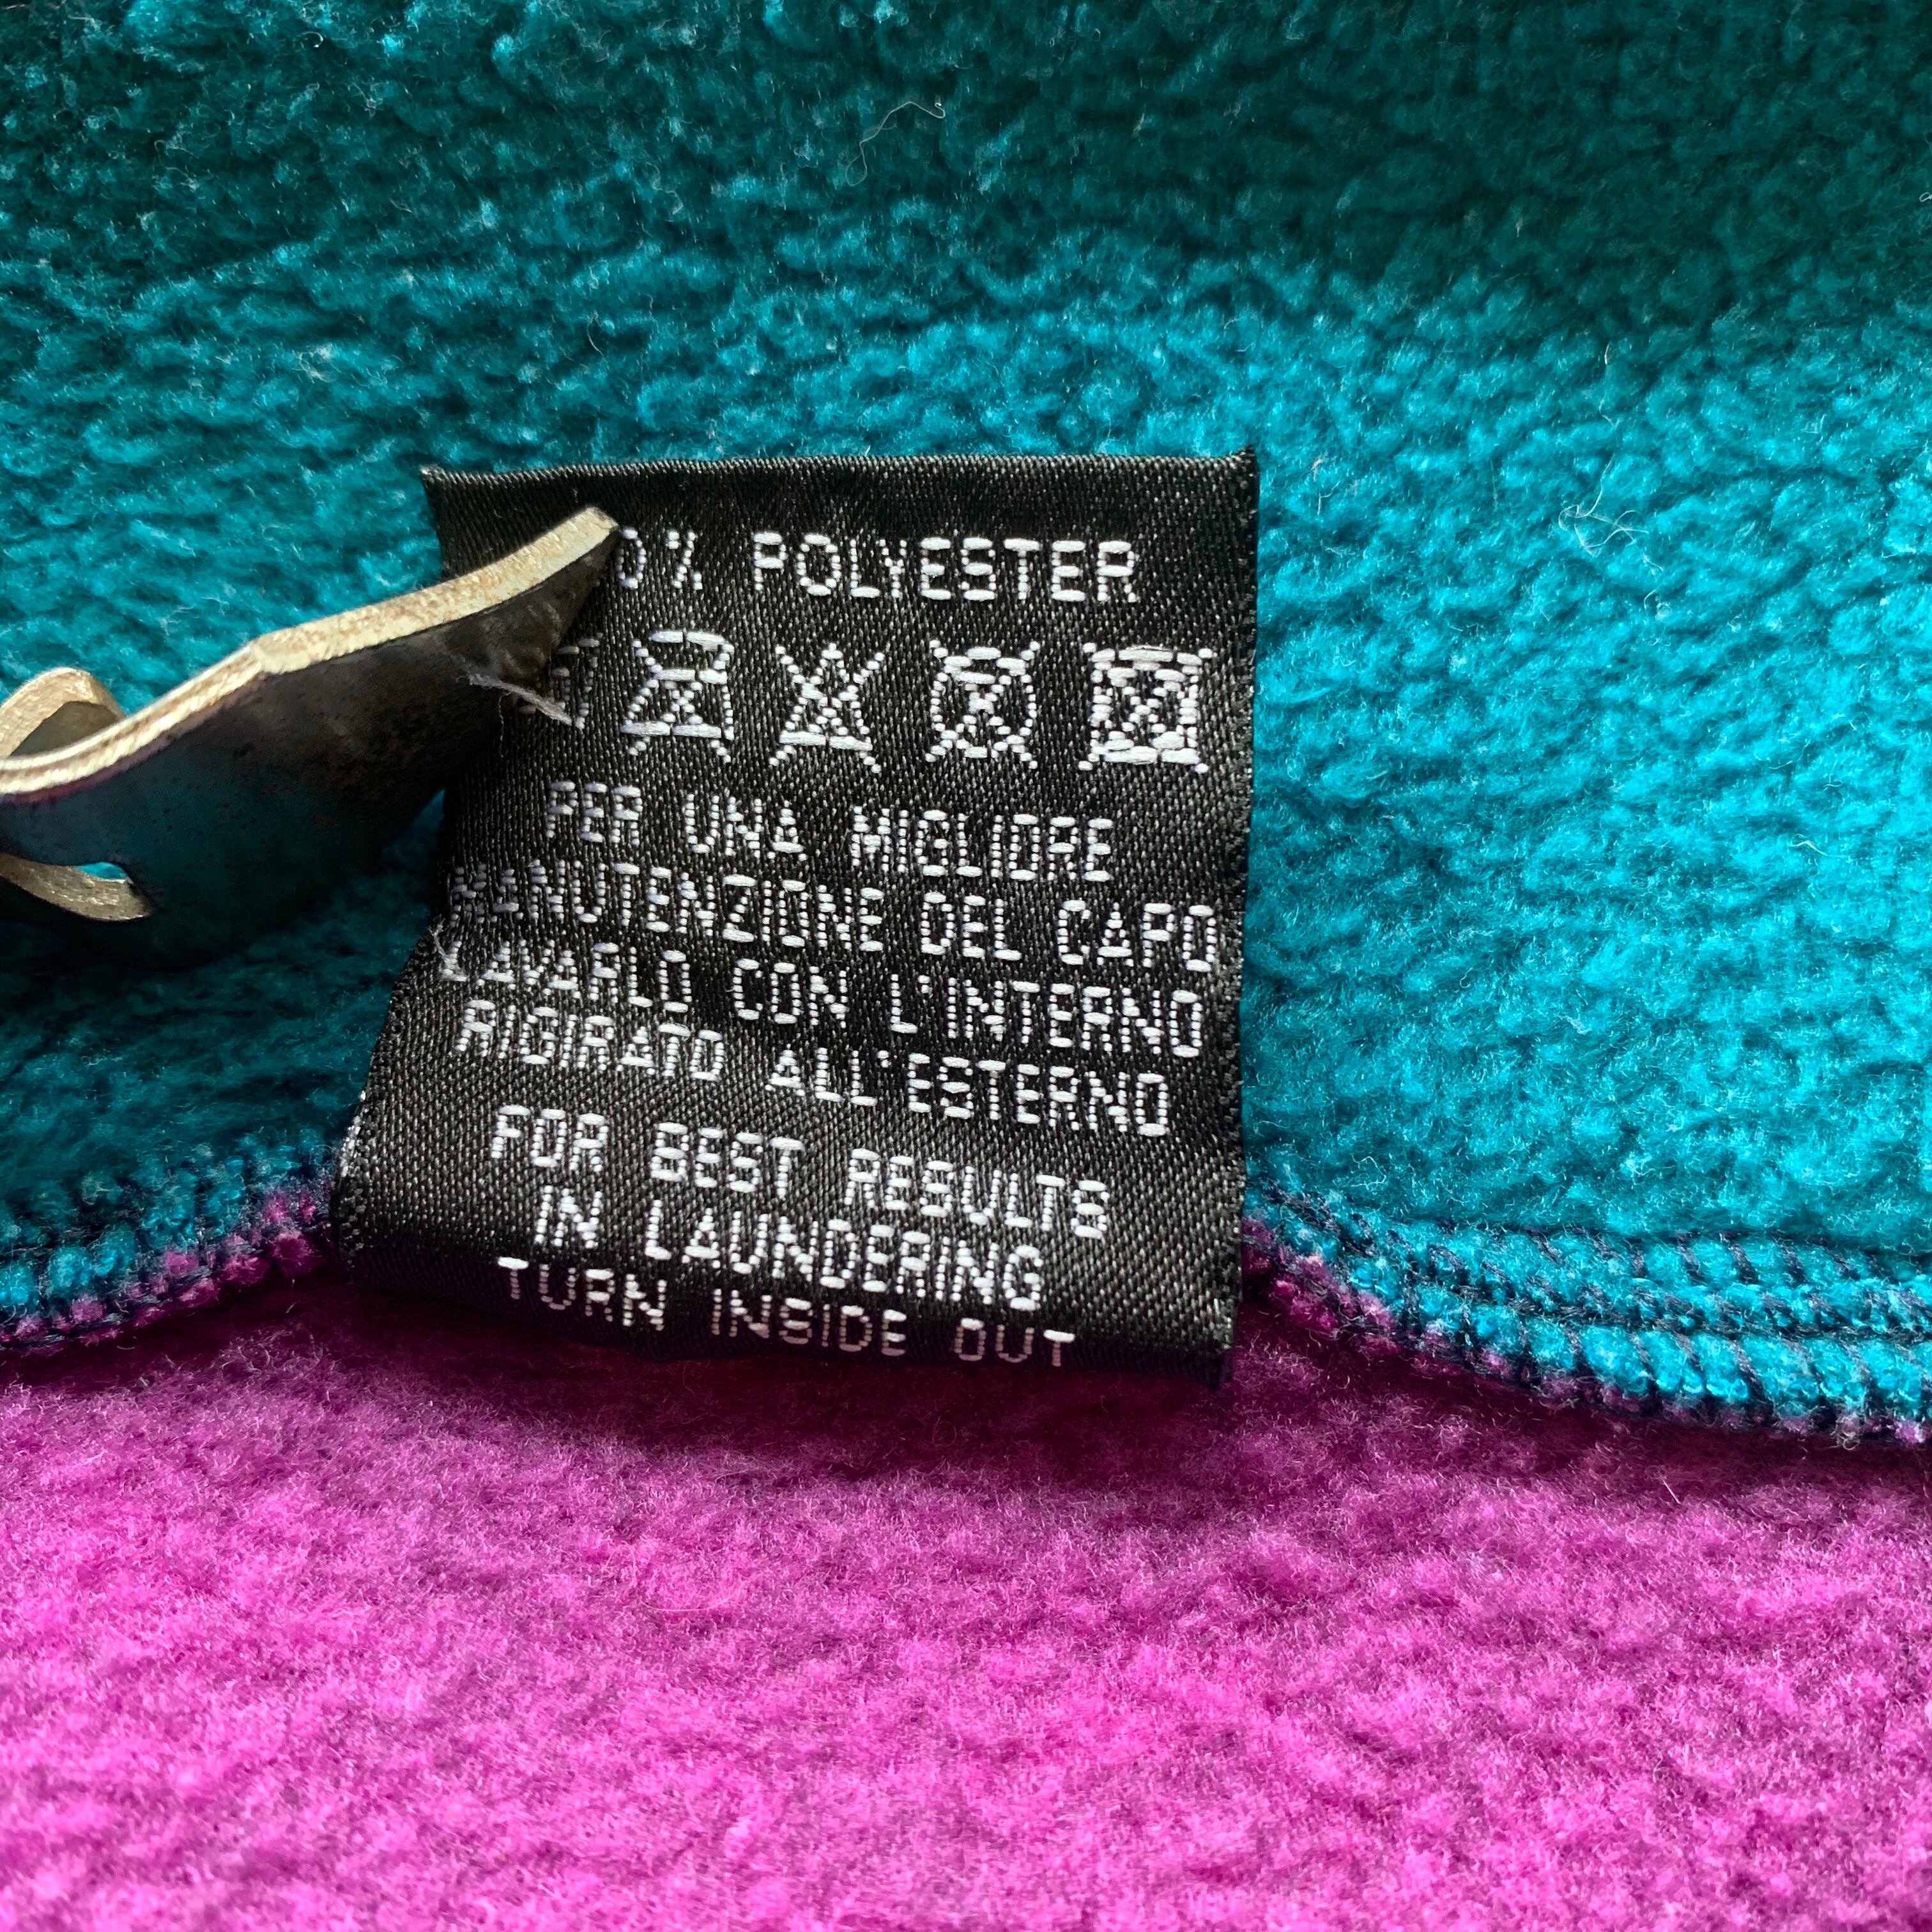 0% POLYESTER
PER UNA MIGLIORE
MANUTENZIONE DEL CAPO
LAVARLO CON L'INTERNO
RIGIRATO ALL'ESTERNO
FOR BEST RESULTS
IN LAUNDERING
TURN INSIDE OUT